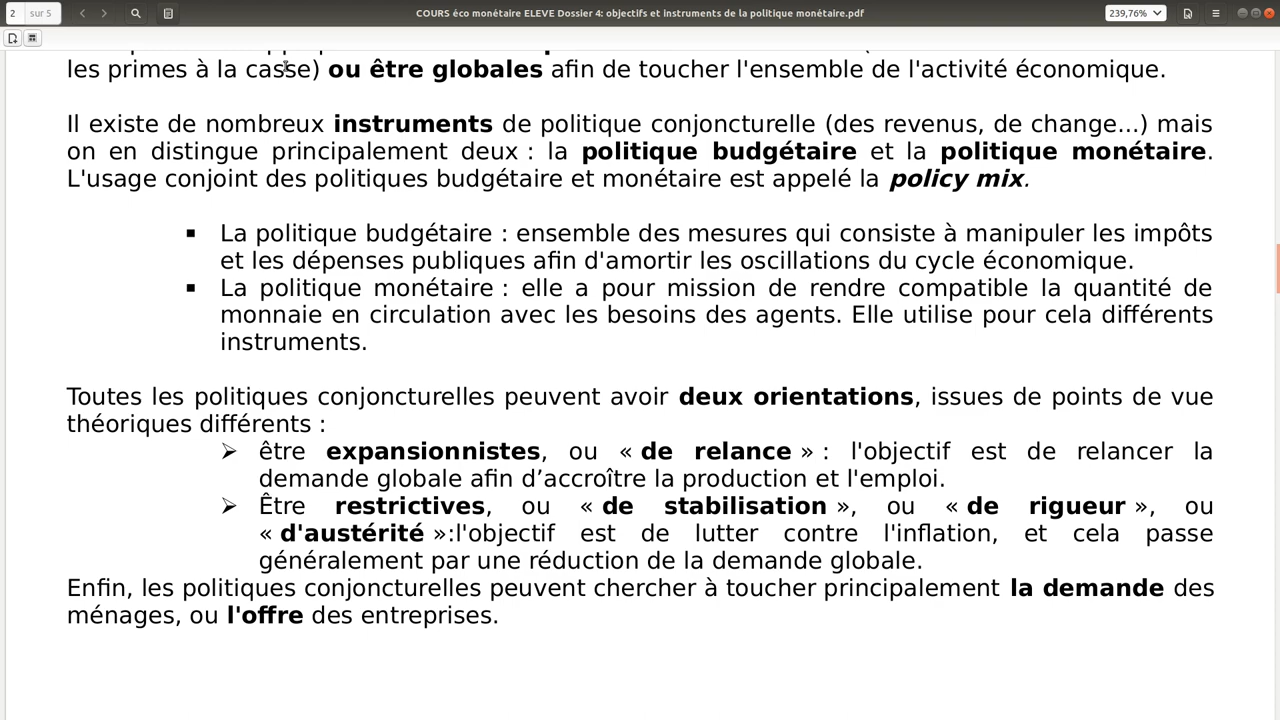 2 sur 5
COURS éco monétaire ELEVE Dossier 4: objectifs et instruments de la politique monétaire.pdf
239,76%
les primes à la casse) ou être globales afin de toucher l'ensemble de l'activité économique.
Il existe de nombreux instruments de politique conjoncturelle (des revenus, de change...) mais
on en distingue principalement deux : la politique budgétaire et la politique monétaire.
L'usage conjoint des politiques budgétaire et monétaire est appelé la policy mix.
▪ La politique budgétaire : ensemble des mesures qui consiste à manipuler les impôts
et les dépenses publiques afin d'amortir les oscillations du cycle économique.
▪ La politique monétaire : elle a pour mission de rendre compatible la quantité de
monnaie en circulation avec les besoins des agents. Elle utilise pour cela différents
instruments.
Toutes les politiques conjoncturelles peuvent avoir deux orientations, issues de points de vue
théoriques différents :
➢ être expansionnistes, ou « de relance » : l'objectif est de relancer la
demande globale afin d’accroître la production et l'emploi.
➢ Être restrictives, ou « de stabilisation », ou « de rigueur », ou
« d'austérité »:l'objectif est de lutter contre l'inflation, et cela passe
généralement par une réduction de la demande globale.
Enfin, les politiques conjoncturelles peuvent chercher à toucher principalement la demande des
ménages, ou l'offre des entreprises.